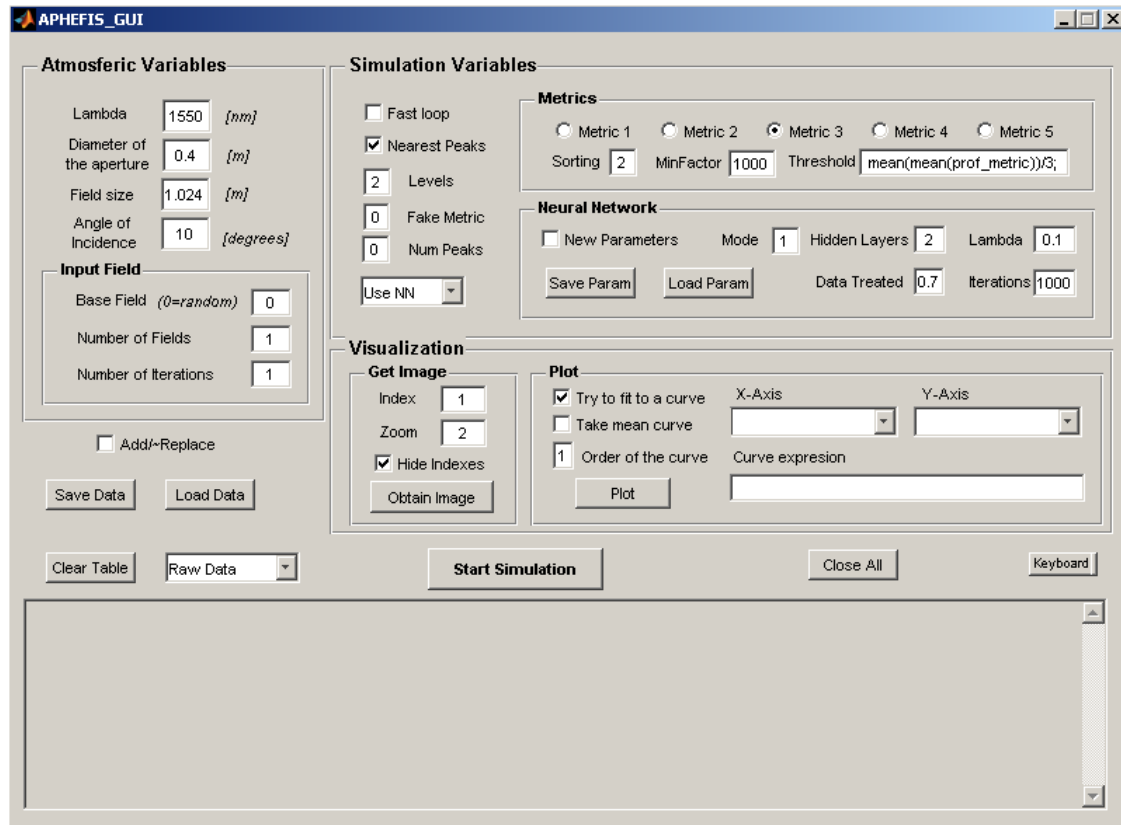 APHEFIS_GUI
Atmosferic Variables
Lambda 1550 [nm]
Diameter of
the aperture 0.4 [m]
Field size 1.024 [m]
Angle of
Incidence 10 [degrees]
Input Field
Base Field (0=random) 0
Number of Fields 1
Number of Iterations 1
Add/~Replace
Save Data Load Data
Simulation Variables
Fast loop
Nearest Peaks
2 Levels
0 Fake Metric
0 Num Peaks
Use NN
Metrics
Metric 1 Metric 2 Metric 3 Metric 4 Metric 5
Sorting 2 MinFactor 1000 Threshold mean(mean(prof_metric))/3;
Neural Network
New Parameters Mode 1 Hidden Layers 2 Lambda 0.1
Save Param Load Param Data Treated 0.7 Iterations 1000
Visualization
Get Image
Index 1
Zoom 2
Hide Indexes
Obtain Image
Plot
Try to fit to a curve X-Axis Y-Axis
Take mean curve
1 Order of the curve Curve expresion
Plot
Clear Table Raw Data Start Simulation Close All Keyboard